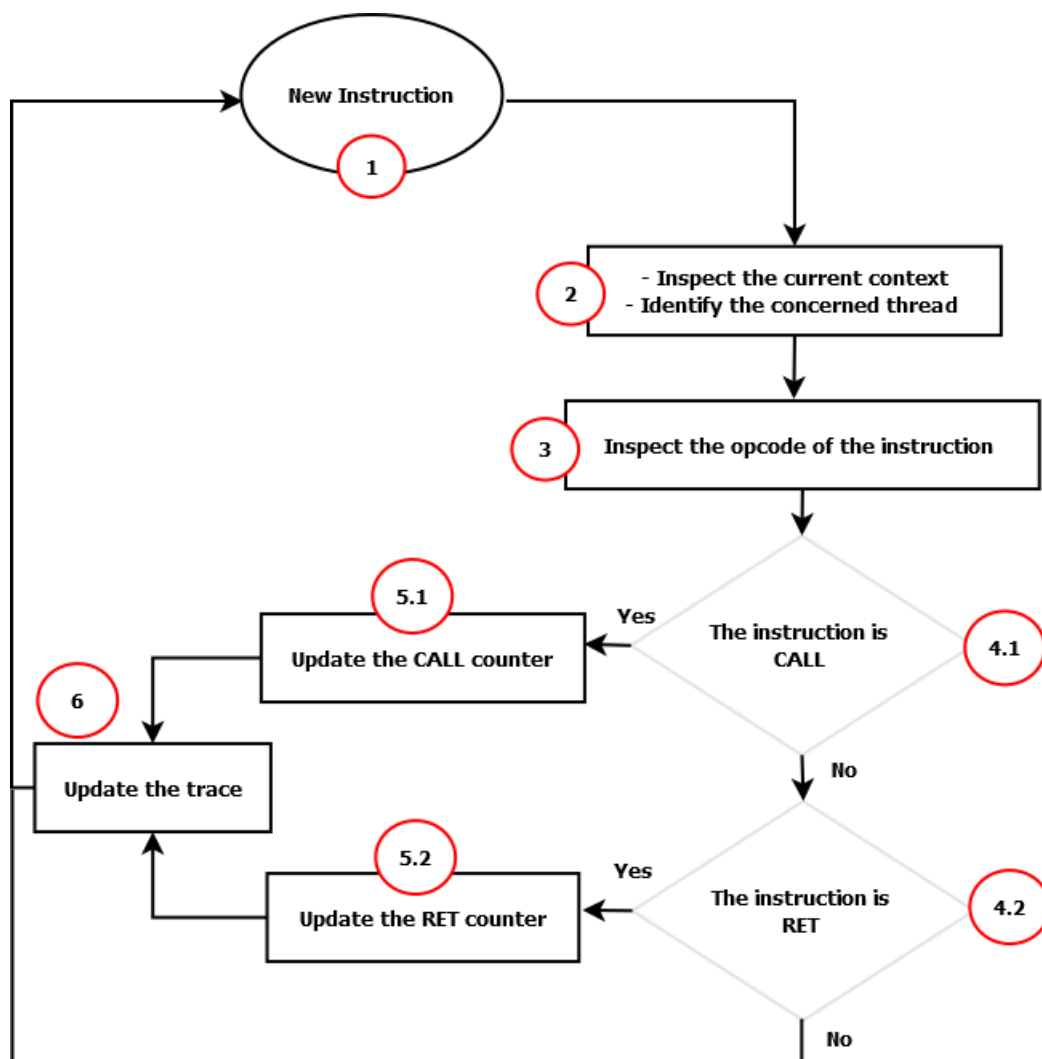 New Instruction
1
2
- Inspect the current context
- Identify the concerned thread
3
Inspect the opcode of the instruction
5.1
Yes
The instruction is
CALL
4.1
Update the CALL counter
6
Update the trace
No
5.2
Yes
The instruction is
RET
4.2
Update the RET counter
No